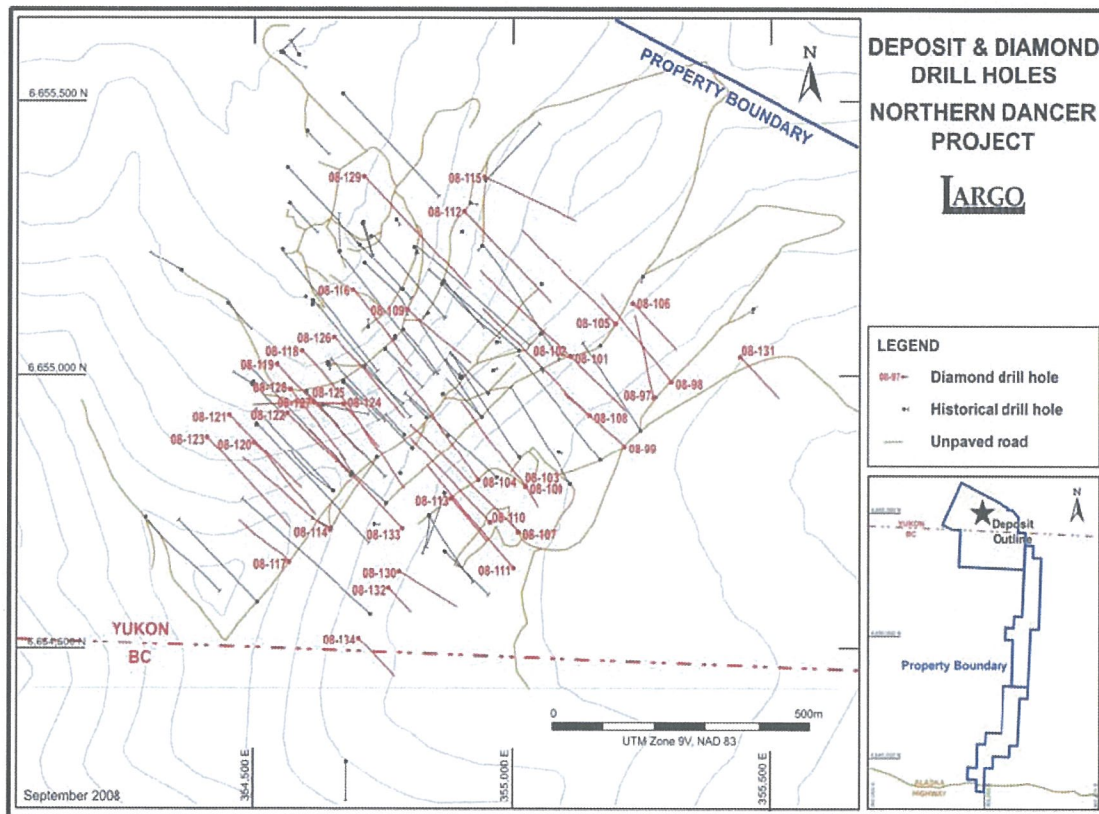 DEPOSIT & DIAMOND
DRILL HOLES
NORTHERN DANCER
PROJECT
LARGO
N
PROPERTY BOUNDARY
6 655,500 N
08-129
08-115
08-112
08-116
08-109
08-106
08-105
08-126
08-118
08-102
08-101
08-131
08-119
6 655,000 N
08-128
08-125
08-98
08-97
08-127
08-124
08-121
08-122
08-108
08-123
08-120
08-99
08-104
08-103
08-113
08-110
08-114
08-133
08-107
08-117
08-130
08-111
08-132
YUKON
08-134
BC
0
500m
UTM Zone 9V, NAD 83
354,500 E
355,000 E
355,500 E
September 2008
LEGEND
08-97
Diamond drill hole
Historical drill hole
Unpaved road
N
YUKON
BC
Deposit
Outline
Property Boundary
ALASKA
HIGHWAY